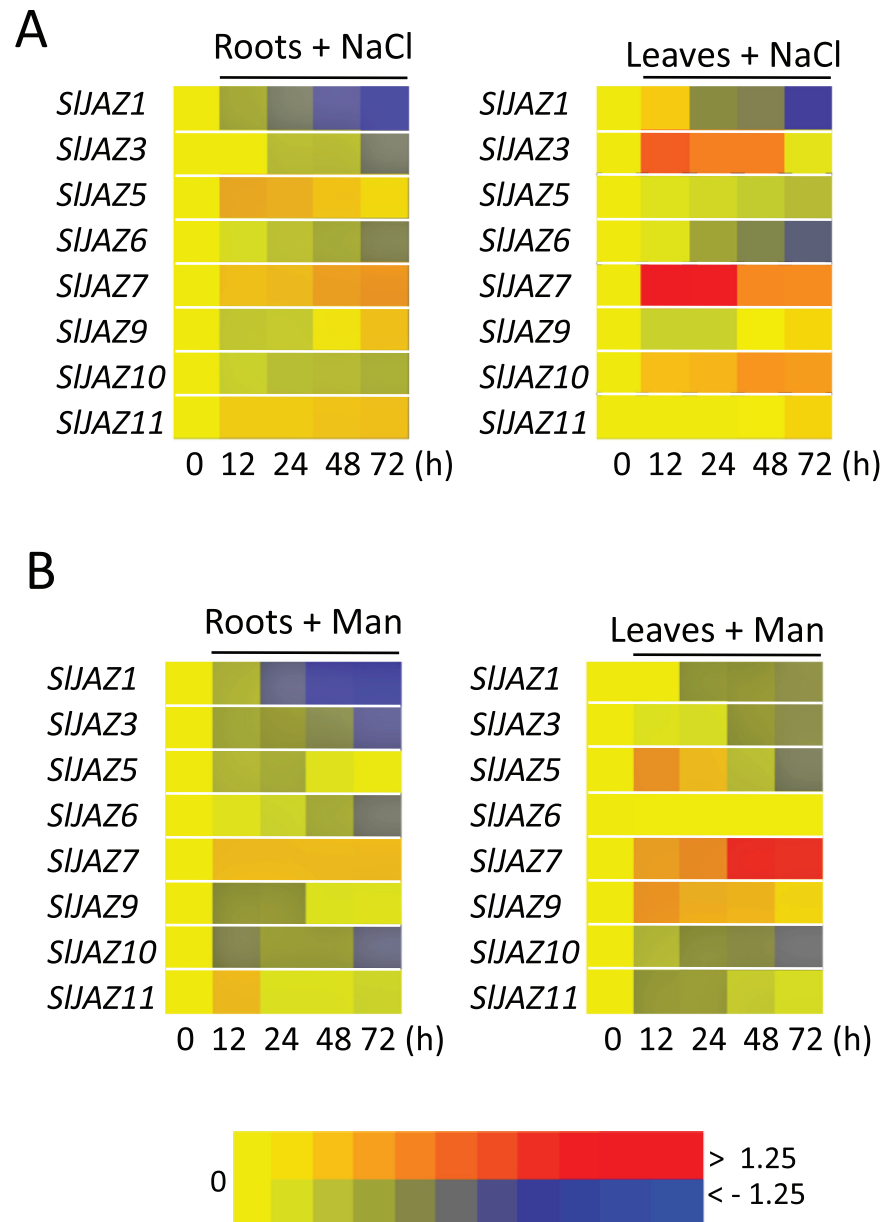 A
Roots + NaCl
SlJAZ1
SlJAZ3
SlJAZ5
SlJAZ6
SlJAZ7
SlJAZ9
SlJAZ10
SlJAZ11
0 12 24 48 72 (h)
Leaves + NaCl
SlJAZ1
SlJAZ3
SlJAZ5
SlJAZ6
SlJAZ7
SlJAZ9
SlJAZ10
SlJAZ11
0 12 24 48 72 (h)
B
Roots + Man
SlJAZ1
SlJAZ3
SlJAZ5
SlJAZ6
SlJAZ7
SlJAZ9
SlJAZ10
SlJAZ11
0 12 24 48 72 (h)
Leaves + Man
SlJAZ1
SlJAZ3
SlJAZ5
SlJAZ6
SlJAZ7
SlJAZ9
SlJAZ10
SlJAZ11
0 12 24 48 72 (h)
0
> 1.25
< - 1.25